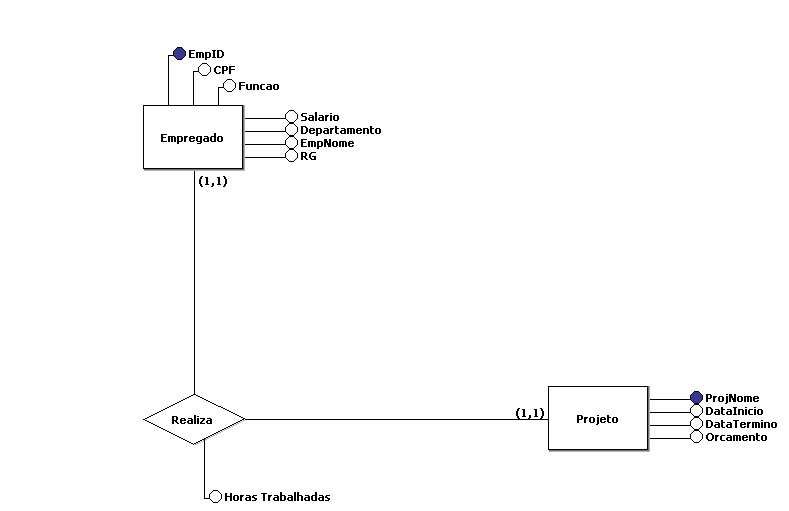 EmpID
CPF
Funcao
Empregado
Salario
Departamento
EmpNome
RG
(1,1)
Realiza
(1,1)
Projeto
ProjNome
DataInicio
DataTermino
Orcamento
Horas Trabalhadas